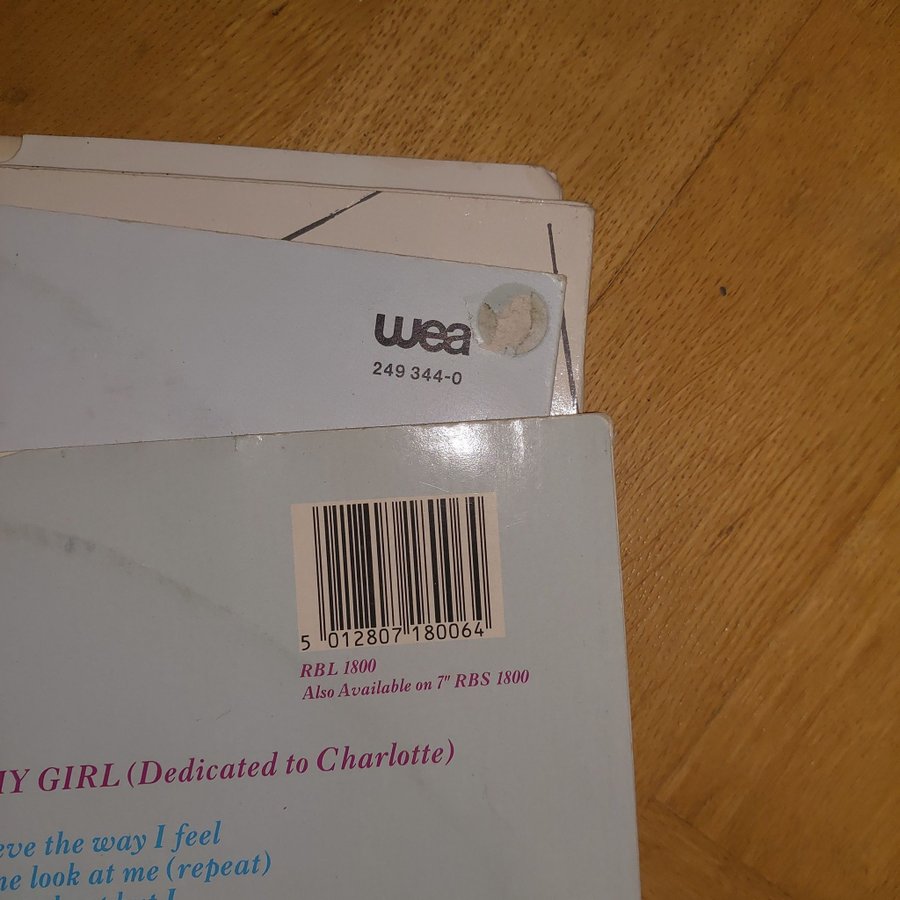 wea
249 344-0
5 012807 180064
RBL 1800
Also Available on 7" RBS 1800
GIRL (Dedicated to Charlotte)
the way I feel
look at me (repeat)